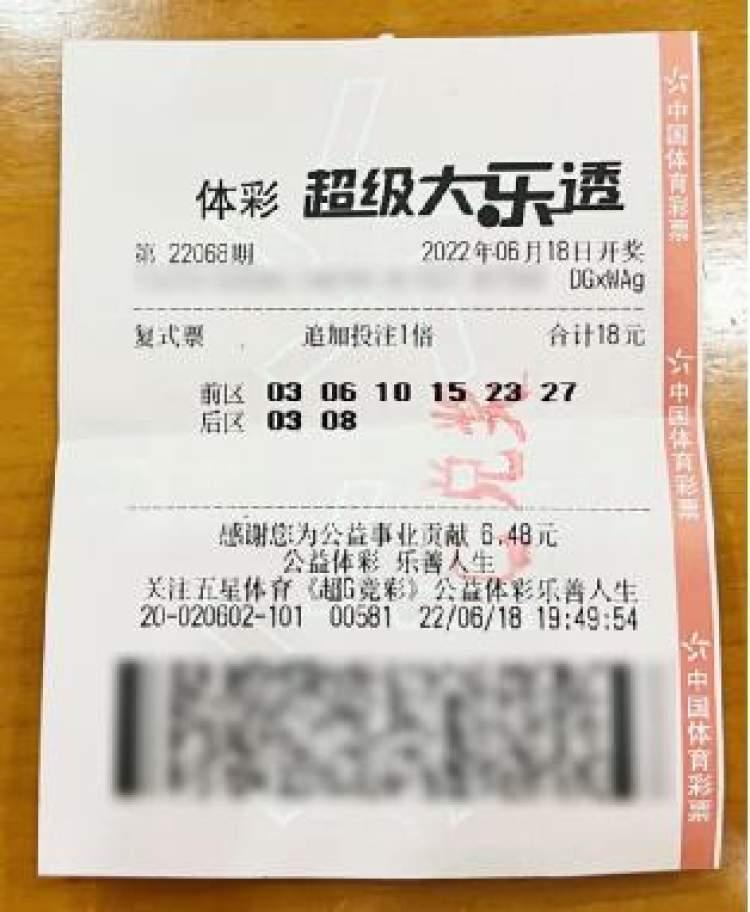 体彩 超级大乐透
第 22068期 2022年06月18日开奖
DGxWAg
复式票 追加投注1倍 合计18元
前区 03 06 10 15 23 27
后区 03 08
感谢您为公益事业贡献 6.48元
公益体彩 乐善人生
关注五星体育《超G竞彩》公益体彩乐善人生
20-020602-101 00581 22/06/18 19:49:54
中国体育彩票
中国体育彩票
中国体育彩票